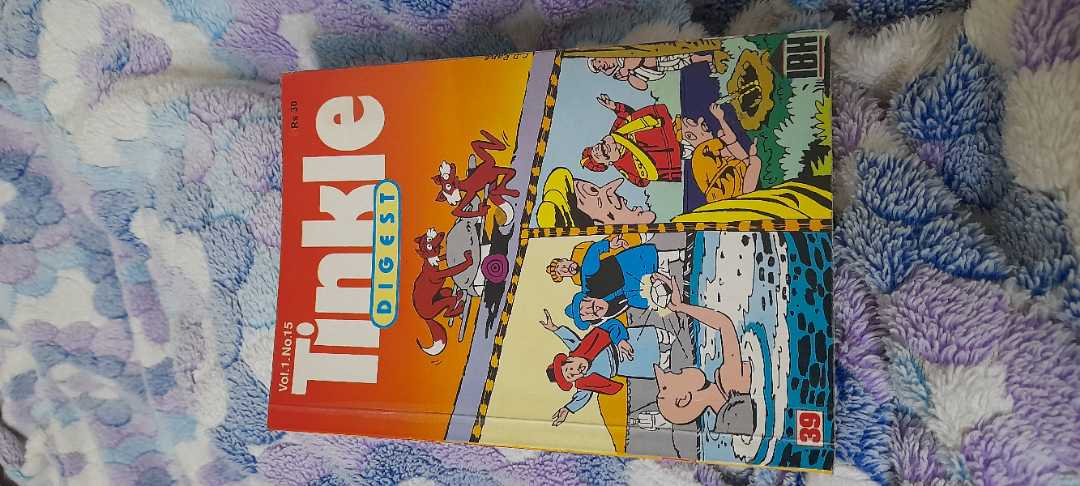 Vol.1.No.15
Rs 30
Tinkle
DIGEST
39
IBH